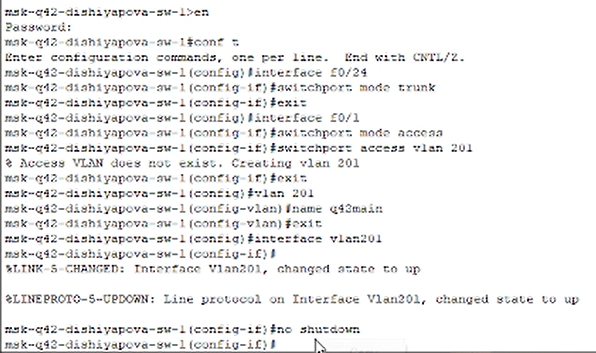 msk-q42-dishiyapova-sw-1>en
Password:
msk-q42-dishiyapova-sw-1#conf t
Enter configuration commands, one per line. End with CNTL/Z.
msk-q42-dishiyapova-sw-1(config)#interface f0/24
msk-q42-dishiyapova-sw-1(config-if)#switchport mode trunk
msk-q42-dishiyapova-sw-1(config-if)#exit
msk-q42-dishiyapova-sw-1(config)#interface f0/1
msk-q42-dishiyapova-sw-1(config-if)#switchport mode access
msk-q42-dishiyapova-sw-1(config-if)#switchport access vlan 201
% Access VLAN does not exist. Creating vlan 201
msk-q42-dishiyapova-sw-1(config-if)#exit
msk-q42-dishiyapova-sw-1(config)#vlan 201
msk-q42-dishiyapova-sw-1(config-vlan)#name q42main
msk-q42-dishiyapova-sw-1(config-vlan)#exit
msk-q42-dishiyapova-sw-1(config)#interface vlan201
msk-q42-dishiyapova-sw-1(config-if)#
%LINK-5-CHANGED: Interface Vlan201, changed state to up
%LINEPROTO-5-UPDOWN: Line protocol on Interface Vlan201, changed state to up
msk-q42-dishiyapova-sw-1(config-if)#no shutdown
msk-q42-dishiyapova-sw-1(config-if)#